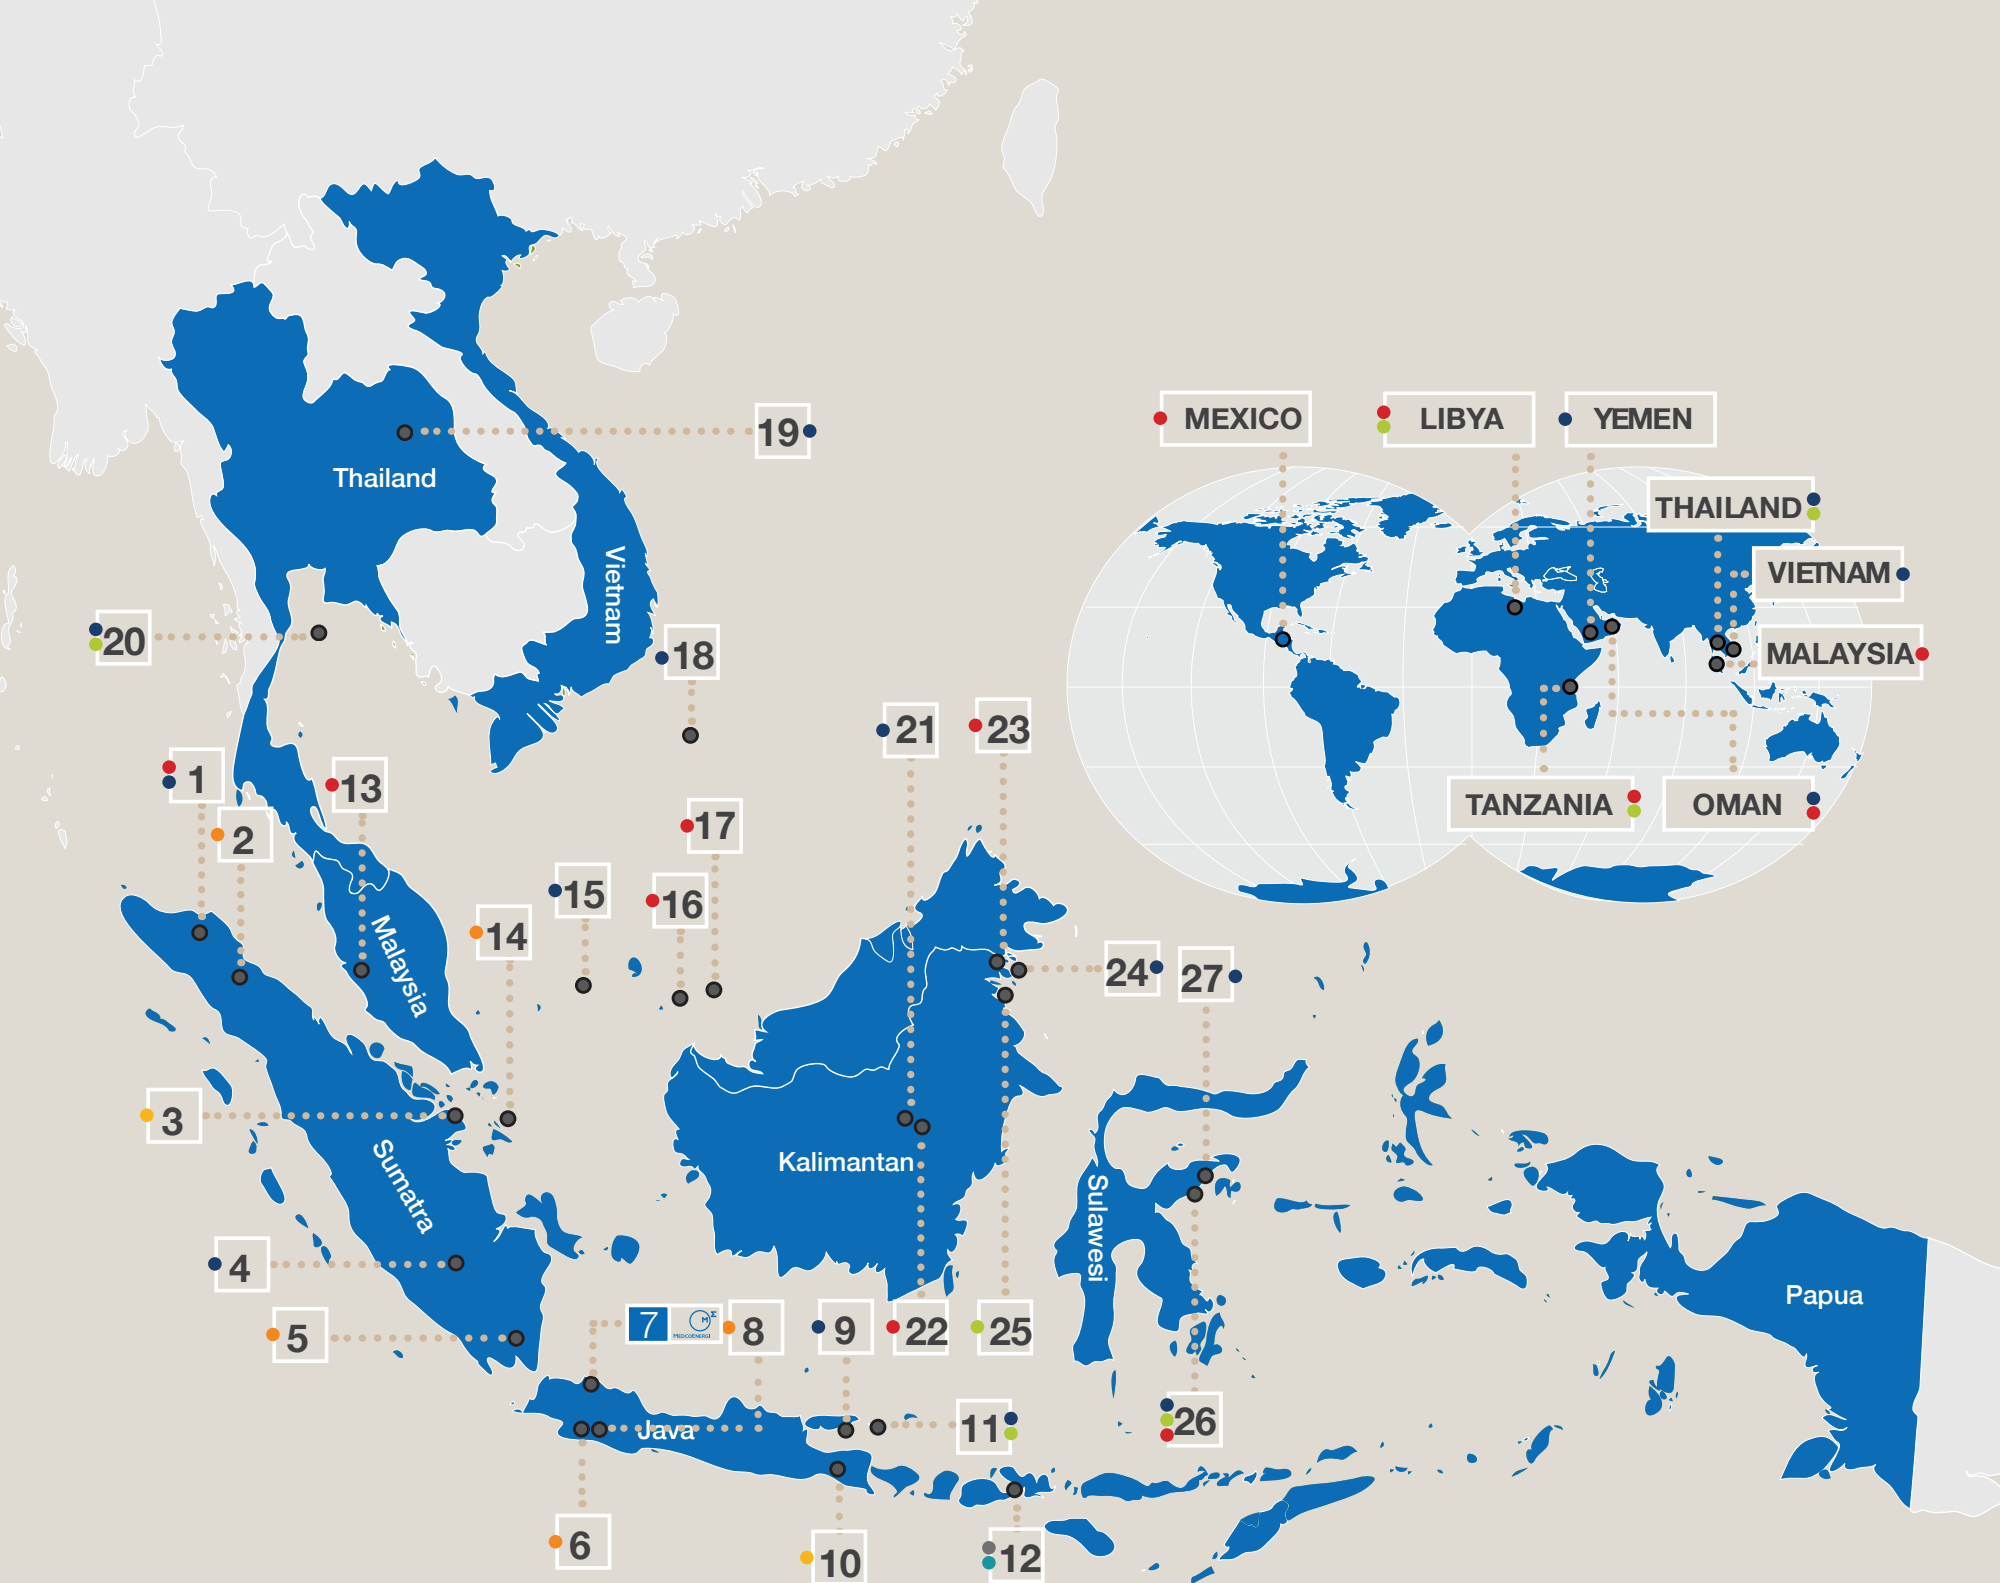 19
Thailand
MEXICO
LIBYA
YEMEN
THAILAND
VIETNAM
MALAYSIA
TANZANIA
OMAN
Vietnam
20
18
21
23
1
13
2
17
15
16
14
Malaysia
24
27
3
Kalimantan
Sumatra
Sulawesi
4
Papua
5
7
MEDCOENERGI
8
9
22
25
Java
11
26
6
10
12